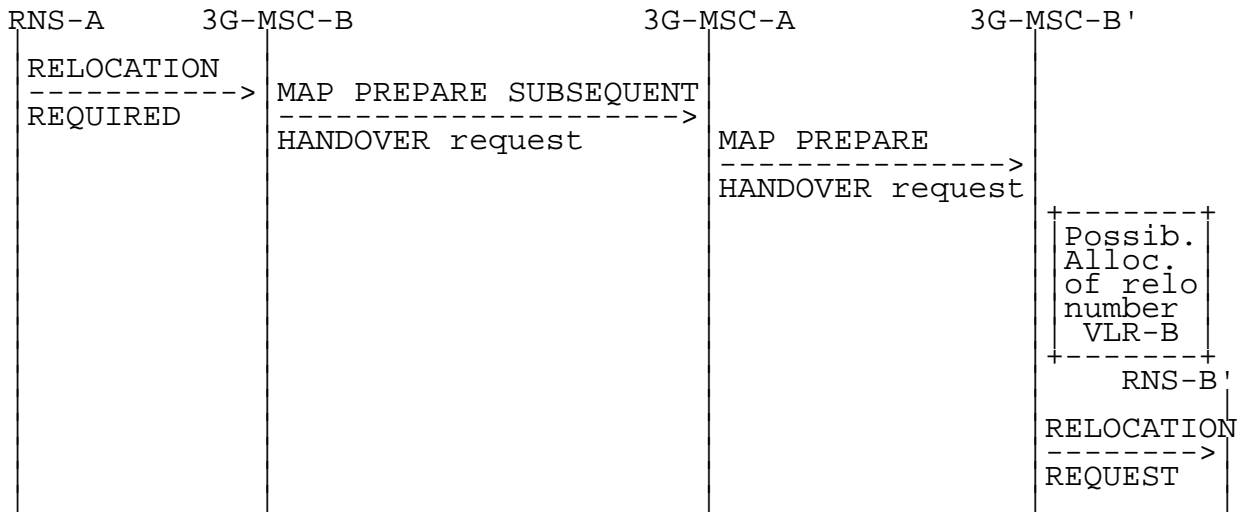 RNS-A 3G-MSC-B 3G-MSC-A 3G-MSC-B'
RELOCATION
REQUIRED
MAP PREPARE SUBSEQUENT
HANDOVER request
MAP PREPARE
HANDOVER request
Possib.
Alloc.
of relo
number
VLR-B
RNS-B'
RELOCATION
REQUEST